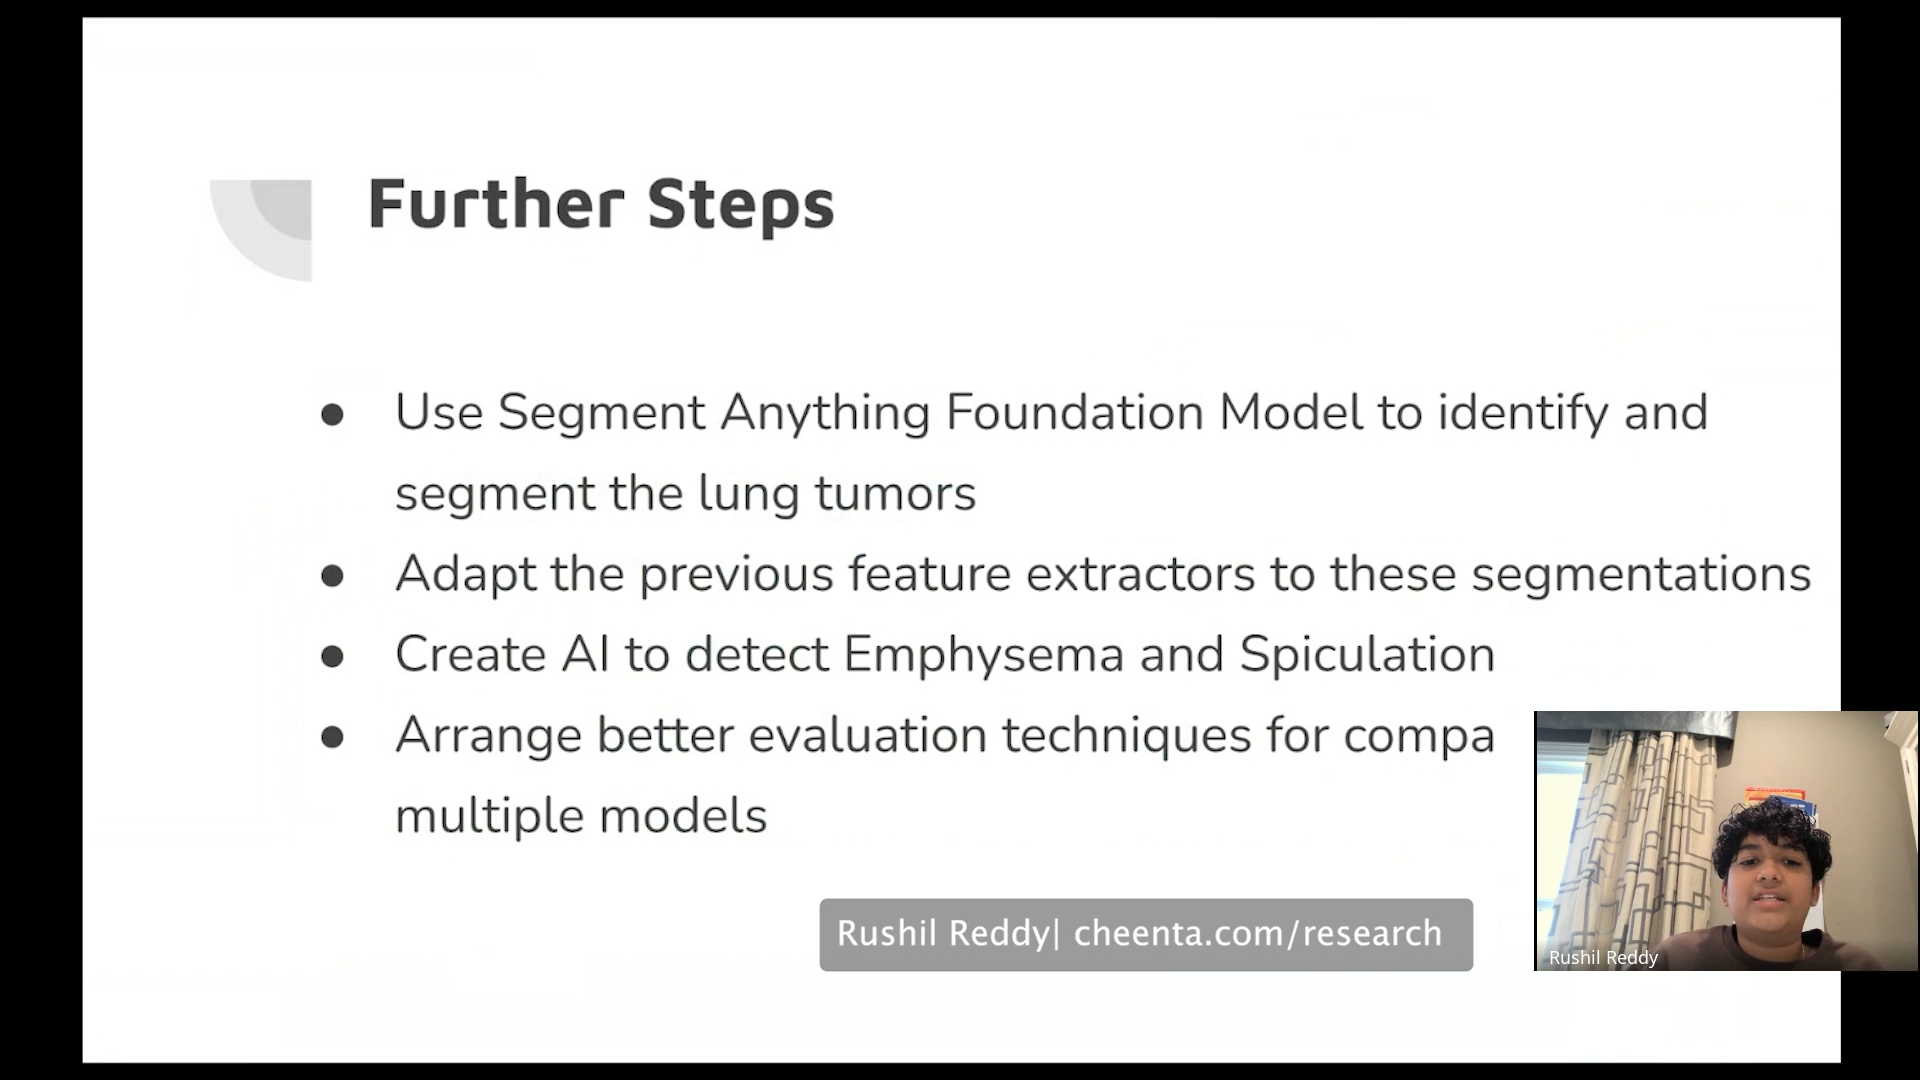 Further Steps
● Use Segment Anything Foundation Model to identify and
segment the lung tumors
● Adapt the previous feature extractors to these segmentations
● Create AI to detect Emphysema and Spiculation
● Arrange better evaluation techniques for compa
multiple models
Rushil Reddy| cheenta.com/research
Rushil Reddy